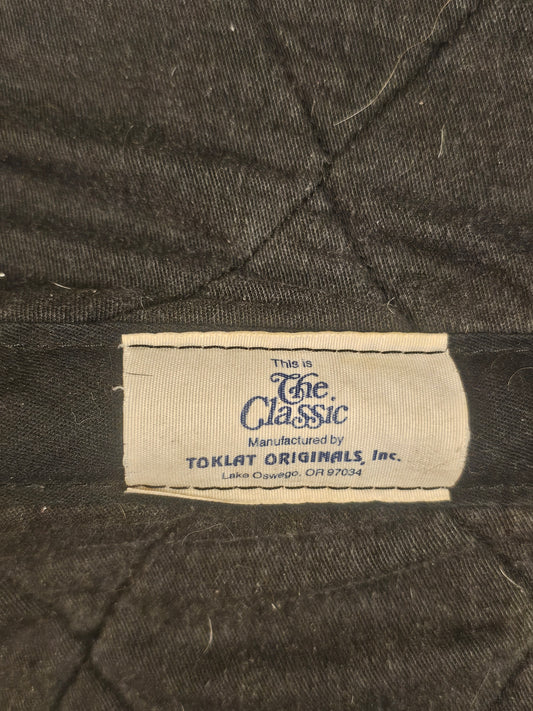 This is
The
Classic
Manufactured by
TOKLAT ORIGINALS, Inc.
Lake Oswego, OR 97034